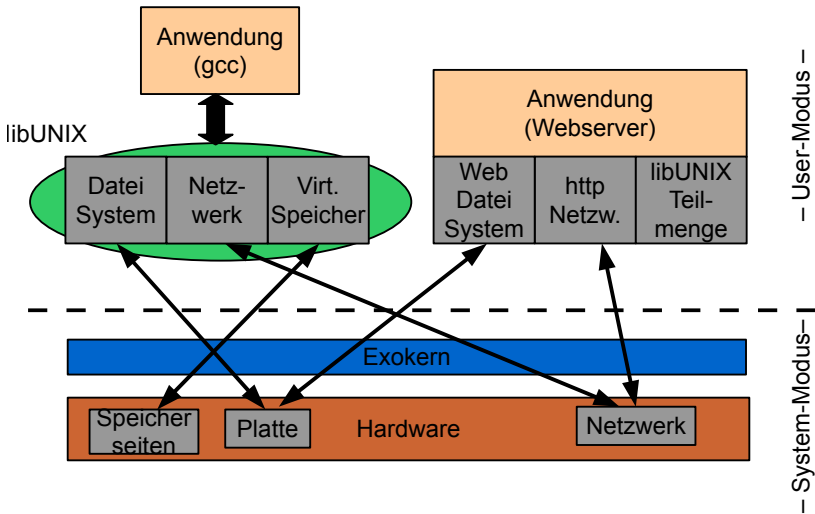 Anwendung
(gcc)
libUNIX
Datei
System
Netz-
werk
Virt.
Speicher
Anwendung
(Webserver)
Web
Datei
System
http
Netzw.
libUNIX
Teil-
menge
– User-Modus –
Exokern
Speicher
seiten
Platte
Hardware
Netzwerk
– System-Modus–